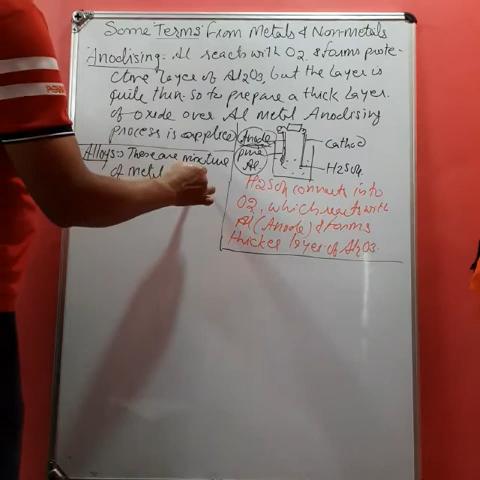 Some Terms from Metals & Non-Metals
Anodising:- Al reacts with O2 & forms prote-
ctive layer of Al2O3, but the layer is
quite thin. so to prepare a thick layer
of oxide over Al metal Anodising
process is applied
Anode
pure
Al
Cathod
H2SO4
H2SO4 converts into
O2, which reacts with
Al (Anode) & forms
thicker layer of Al2O3.
Alloys:- There are mixture
of metal